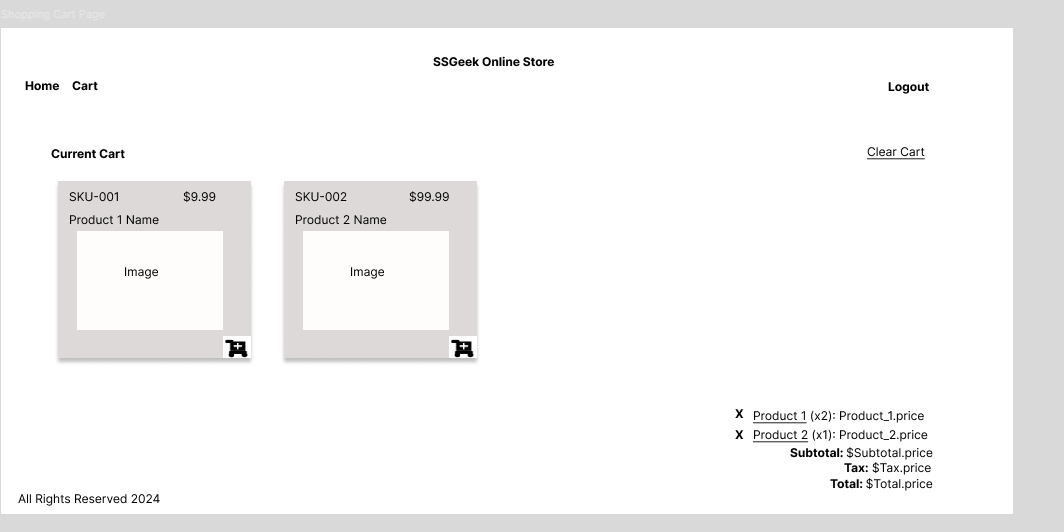 Shopping Cart Page
SSGeek Online Store
Home Cart Logout
Current Cart Clear Cart
SKU-001 $9.99 SKU-002 $99.99
Product 1 Name Product 2 Name
Image Image
X Product 1 (x2): Product_1.price
X Product 2 (x1): Product_2.price
Subtotal: $Subtotal.price
Tax: $Tax.price
Total: $Total.price
All Rights Reserved 2024